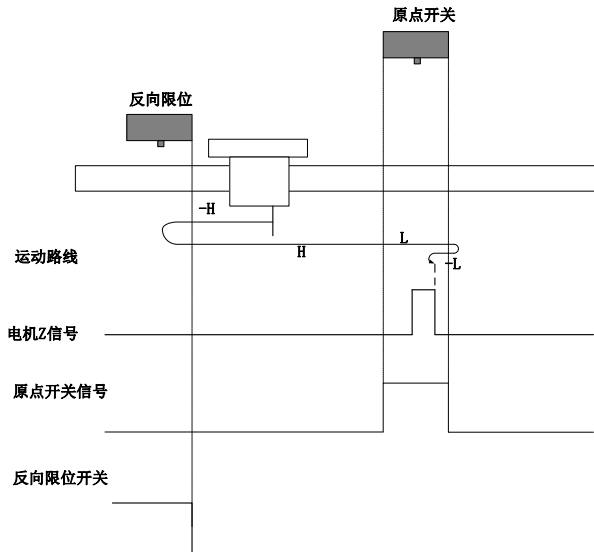 原点开关
反向限位
-H
运动路线
H
L
-L
电机Z信号
原点开关信号
反向限位开关